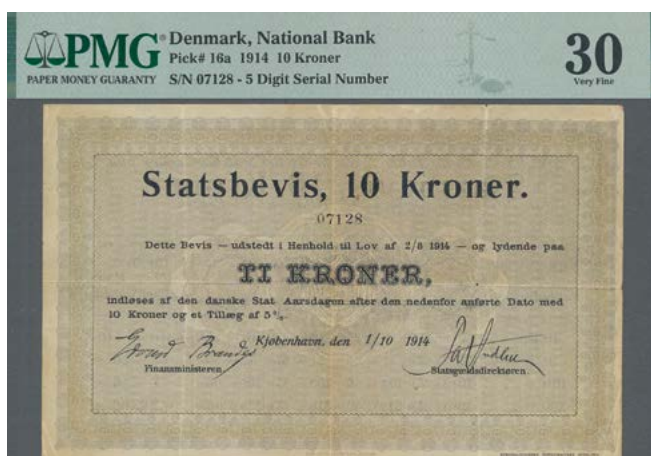 PMG
PAPER MONEY GUARANTY
Denmark, National Bank
Pick# 16a 1914 10 Kroner
S/N 07128 - 5 Digit Serial Number
30
Very Fine
Statsbevis, 10 Kroner.
07128
Dette Bevis — udstedt i Henhold til Lov af 2/8 1914 — og lydende paa
TI KRONER,
indløses af den danske Stat Aarsdagen efter den nedenfor anførte Dato med
10 Kroner og et Tillæg af 5%.
Kjøbenhavn, den 1/10 1914
Finansministeren
Statsgældsdirektøren